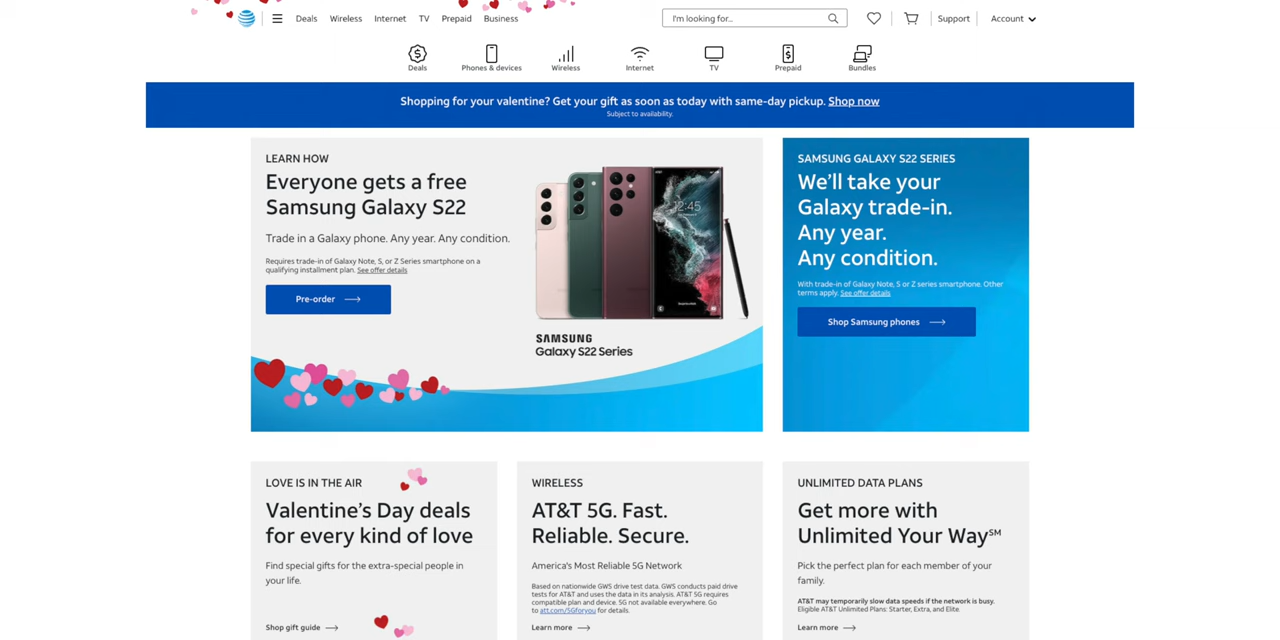 Deals Wireless Internet TV Prepaid Business
I'm looking for...
Support
Account
Deals
Phones & devices
Wireless
Internet
TV
Prepaid
Bundles
Shopping for your valentine? Get your gift as soon as today with same-day pickup. Shop now
Subject to availability.
LEARN HOW
Everyone gets a free
Samsung Galaxy S22
Trade in a Galaxy phone. Any year. Any condition.
Requires trade-in of Galaxy Note, S, or Z Series smartphone on a
qualifying installment plan. See offer details
Pre-order
12:45
SAMSUNG
Galaxy S22 Series
SAMSUNG GALAXY S22 SERIES
We'll take your
Galaxy trade-in.
Any year.
Any condition.
With trade-in of Galaxy Note, S or Z series smartphone. Other
terms apply. See offer details
Shop Samsung phones
LOVE IS IN THE AIR
Valentine's Day deals
for every kind of love
Find special gifts for the extra-special people in
your life.
Shop gift guide
WIRELESS
AT&T 5G. Fast.
Reliable. Secure.
America's Most Reliable 5G Network
Based on nationwide GWS drive test data. GWS conducts paid drive
tests for AT&T and uses the data in its analysis. AT&T 5G requires
compatible plan and device. 5G not available everywhere. Go
to att.com/5Gforyou for details.
Learn more
UNLIMITED DATA PLANS
Get more with
Unlimited Your Way℠
Pick the perfect plan for each member of your
family.
AT&T may temporarily slow data speeds if the network is busy.
Eligible AT&T Unlimited Plans: Starter, Extra, and Elite.
Learn more